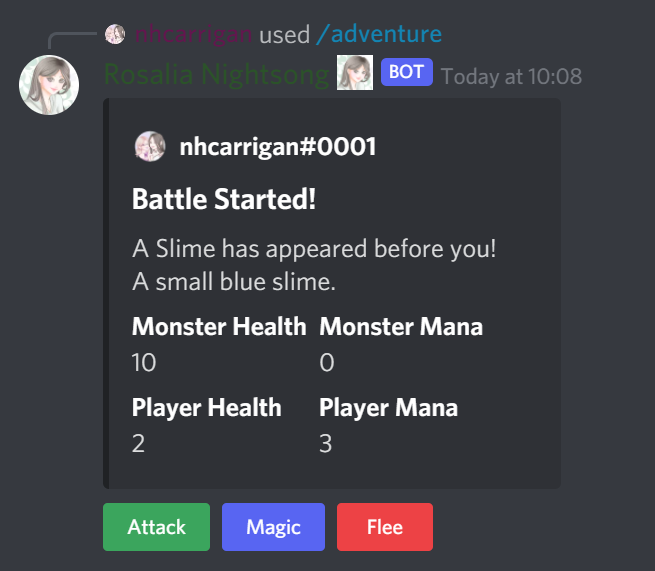 nhcarrigan used /adventure
Rosalia Nightsong BOT Today at 10:08
nhcarrigan#0001
Battle Started!
A Slime has appeared before you!
A small blue slime.
Monster Health Monster Mana
10 0
Player Health Player Mana
2 3
Attack Magic Flee